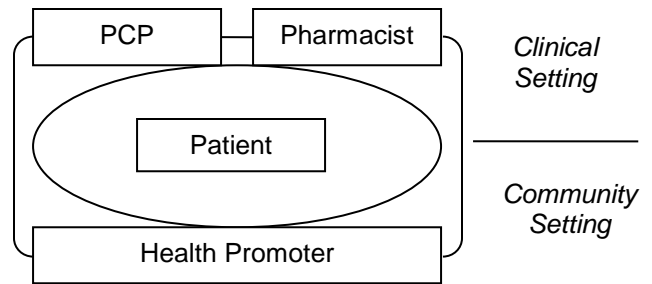 PCP
Pharmacist
Clinical
Setting
Patient
Community
Setting
Health Promoter